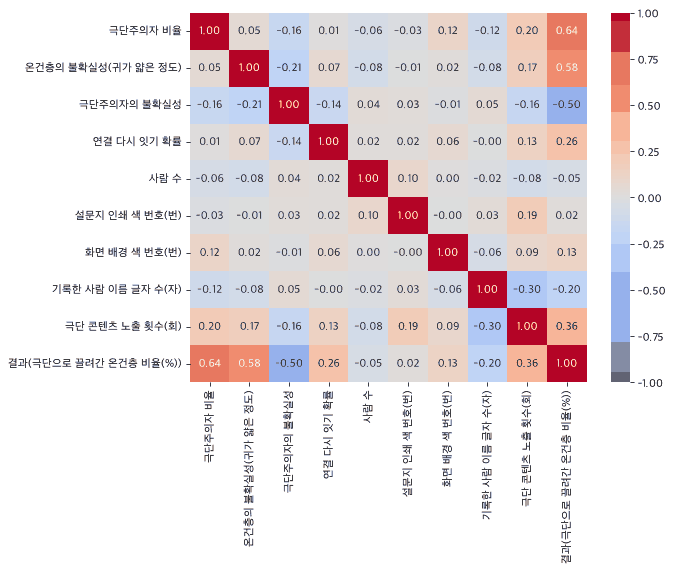 극단주의자 비율 1.00 0.05 -0.16 0.01 -0.06 -0.03 0.12 -0.12 0.20 0.64
온건층의 불확실성(귀가 얇은 정도) 0.05 1.00 -0.21 0.07 -0.08 -0.01 0.02 -0.08 0.17 0.58
극단주의자의 불확실성 -0.16 -0.21 1.00 -0.14 0.04 0.03 -0.01 0.05 -0.16 -0.50
연결 다시 잇기 확률 0.01 0.07 -0.14 1.00 0.02 0.02 0.06 -0.00 0.13 0.26
사람 수 -0.06 -0.08 0.04 0.02 1.00 0.10 0.00 -0.02 -0.08 -0.05
설문지 인쇄 색 번호(번) -0.03 -0.01 0.03 0.02 0.10 1.00 -0.00 0.03 0.19 0.02
화면 배경 색 번호(번) 0.12 0.02 -0.01 0.06 0.00 -0.00 1.00 -0.06 0.09 0.13
기록한 사람 이름 글자 수(자) -0.12 -0.08 0.05 -0.00 -0.02 0.03 -0.06 1.00 -0.30 -0.20
극단 콘텐츠 노출 횟수(회) 0.20 0.17 -0.16 0.13 -0.08 0.19 0.09 -0.30 1.00 0.36
결과(극단으로 끌려간 온건층 비율(%)) 0.64 0.58 -0.50 0.26 -0.05 0.02 0.13 -0.20 0.36 1.00
극단주의자 비율
온건층의 불확실성(귀가 얇은 정도)
극단주의자의 불확실성
연결 다시 잇기 확률
사람 수
설문지 인쇄 색 번호(번)
화면 배경 색 번호(번)
기록한 사람 이름 글자 수(자)
극단 콘텐츠 노출 횟수(회)
결과(극단으로 끌려간 온건층 비율(%))
1.00
0.75
0.50
0.25
0.00
-0.25
-0.50
-0.75
-1.00